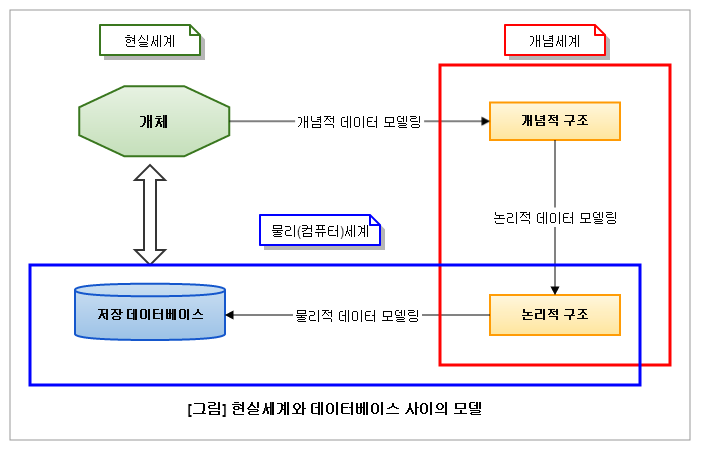 현실세계
개념세계
개체
개념적 데이터 모델링
개념적 구조
논리적 데이터 모델링
물리(컴퓨터)세계
저장 데이터베이스
물리적 데이터 모델링
논리적 구조
[그림] 현실세계와 데이터베이스 사이의 모델